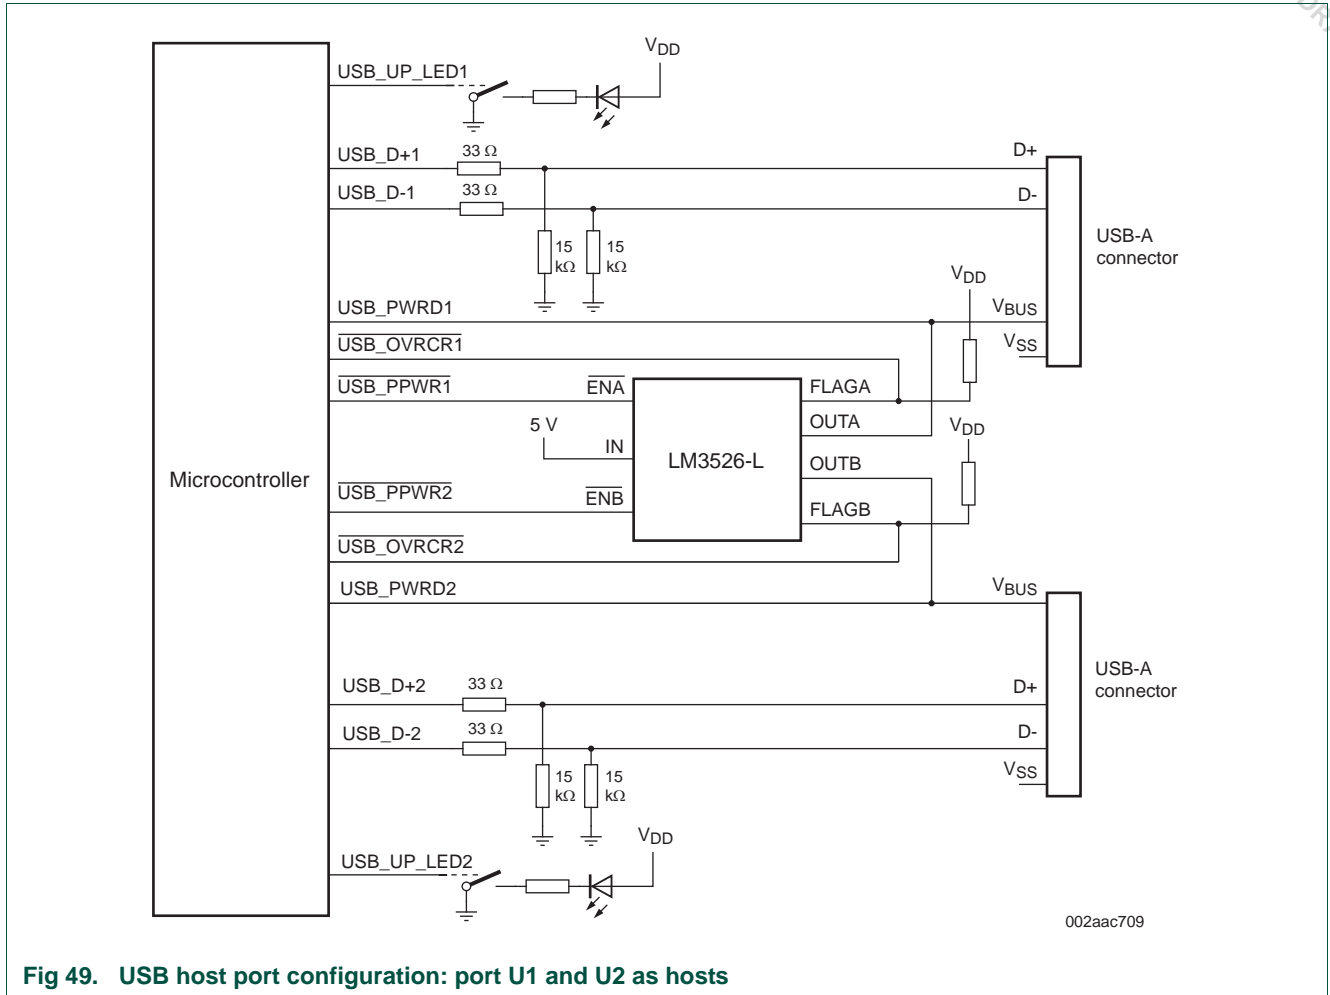 VDD
USB_UP_LED1
33 Ω
USB_D+1
D+
33 Ω
USB_D-1
D-
15 kΩ
15 kΩ
USB-A
connector
VDD
USB_PWRD1
VBUS
USB_OVRCR1
VSS
USB_PPWR1
ENA
FLAGA
5 V
OUTA
VDD
IN
LM3526-L
OUTB
Microcontroller
USB_PPWR2
ENB
FLAGB
USB_OVRCR2
USB_PWRD2
VBUS
USB-A
connector
USB_D+2
33 Ω
D+
USB_D-2
33 Ω
D-
VSS
15 kΩ
15 kΩ
VDD
USB_UP_LED2
002aac709
Fig 49. USB host port configuration: port U1 and U2 as hosts